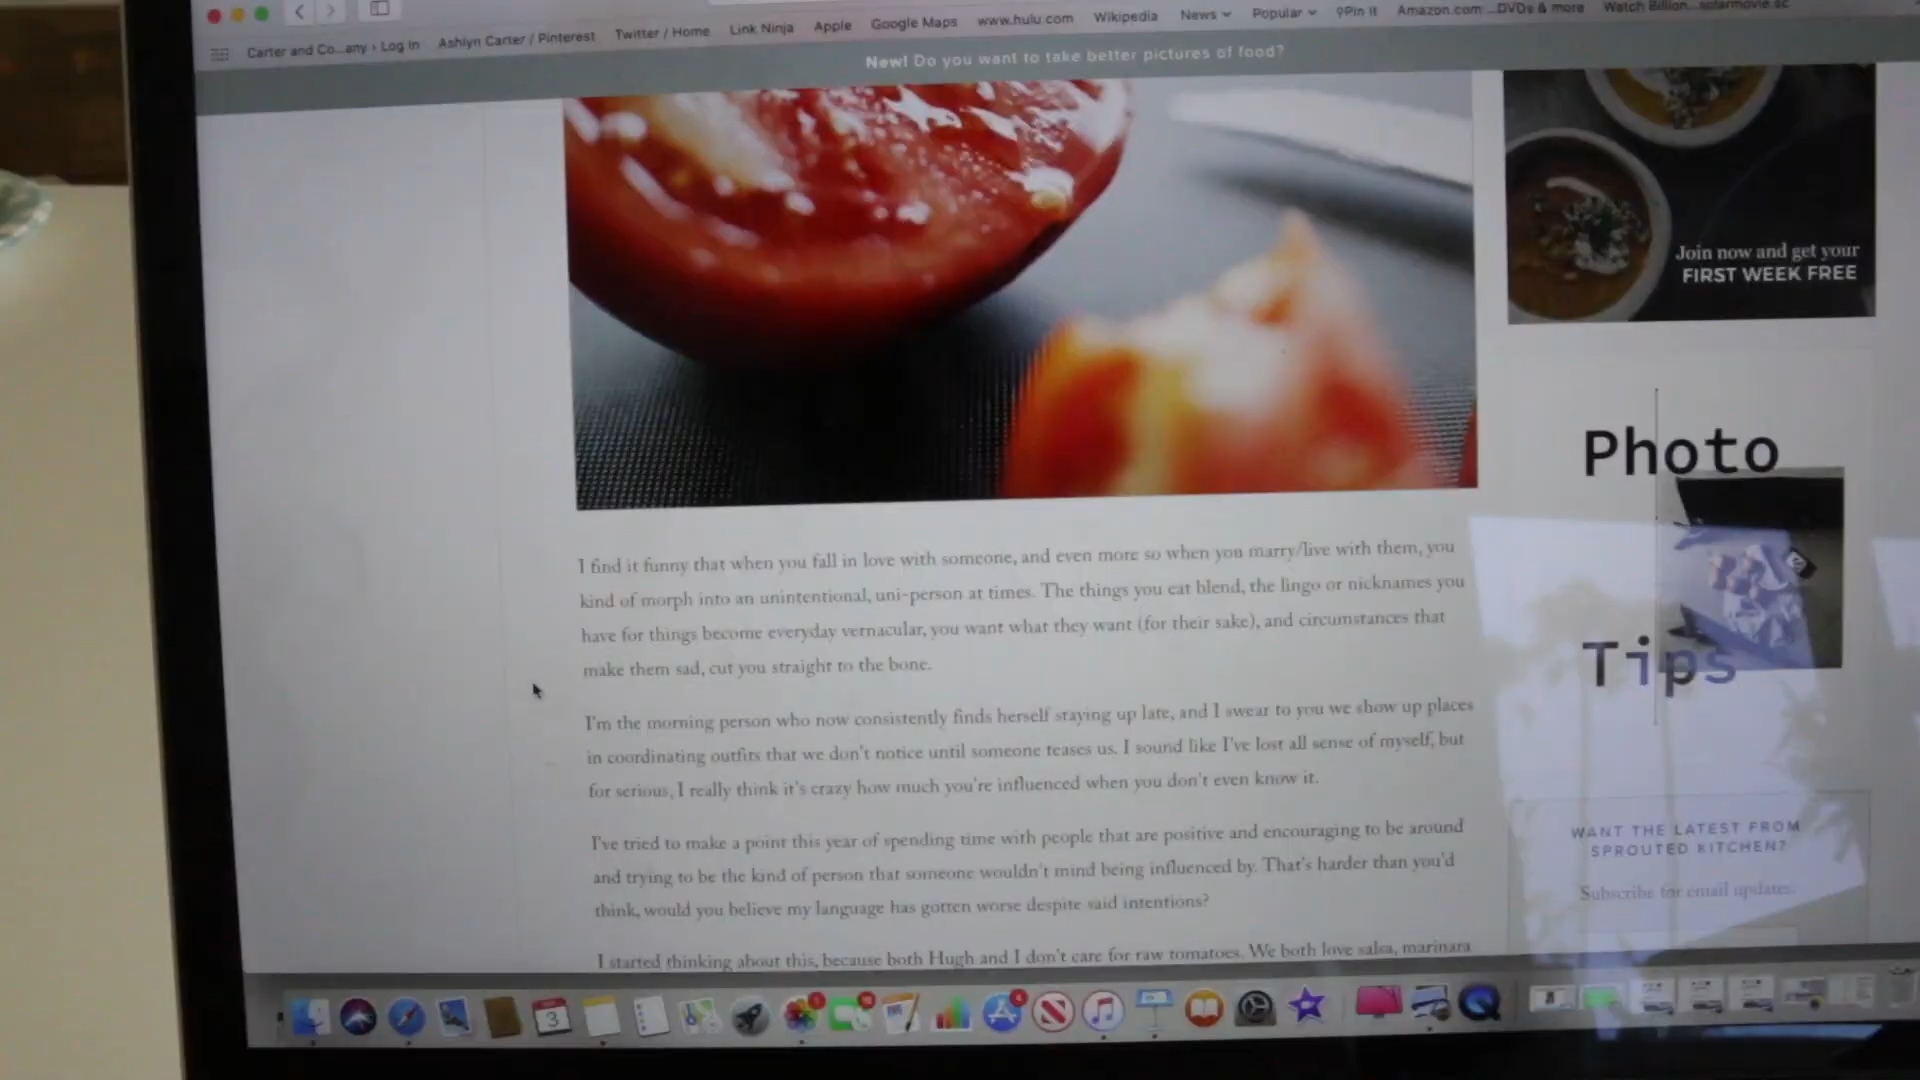 Carter and Co...any › Log In Ashlyn Carter / Pinterest Twitter / Home Link Ninja Apple Google Maps www.hulu.com Wikipedia News Popular Pin It Amazon.com ...DVDs & more Watch Billion...solarmovie.sc
New! Do you want to take better pictures of food?
Join now and get your
FIRST WEEK FREE
Photo
Tips
I find it funny that when you fall in love with someone, and even more so when you marry/live with them, you
kind of morph into an unintentional, uni-person at times. The things you eat blend, the lingo or nicknames you
have for things become everyday vernacular, you want what they want (for their sake), and circumstances that
make them sad, cut you straight to the bone.
I'm the morning person who now consistently finds herself staying up late, and I swear to you we show up places
in coordinating outfits that we don't notice until someone teases us. I sound like I've lost all sense of myself, but
for serious, I really think it's crazy how much you're influenced when you don't even know it.
I've tried to make a point this year of spending time with people that are positive and encouraging to be around
and trying to be the kind of person that someone wouldn't mind being influenced by. That's harder than you'd
think, would you believe my language has gotten worse despite said intentions?
I started thinking about this, because both Hugh and I don't care for raw tomatoes. We both love salsa, marinara
WANT THE LATEST FROM
SPROUTED KITCHEN?
Subscribe for email updates.
3